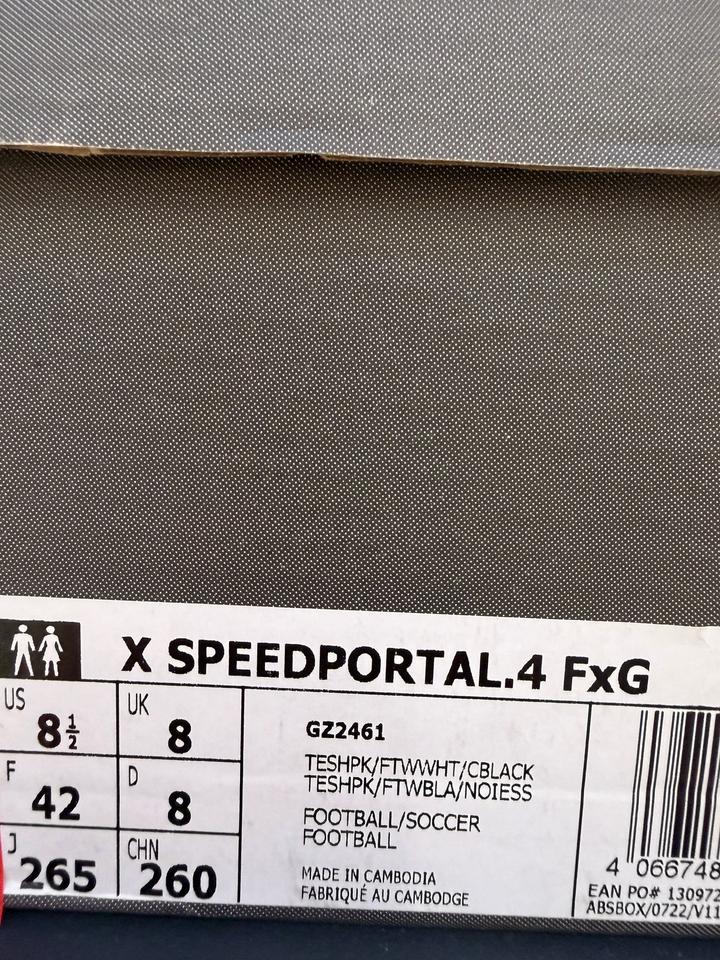 X SPEEDPORTAL.4 FxG
US
8½
UK
8
F
42
D
8
J
265
CHN
260
GZ2461
TESHPK/FTWWHT/CBLACK
TESHPK/FTWBLA/NOIESS
FOOTBALL/SOCCER
FOOTBALL
MADE IN CAMBODIA
FABRIQUÉ AU CAMBODGE
4 066748
EAN PO# 130972
ABSBOX/0722/V11